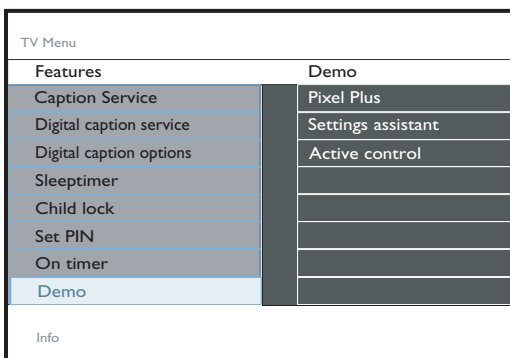 TV Menu
Features Demo
Caption Service Pixel Plus
Digital caption service Settings assistant
Digital caption options Active control
Sleeptimer
Child lock
Set PIN
On timer
Demo
Info